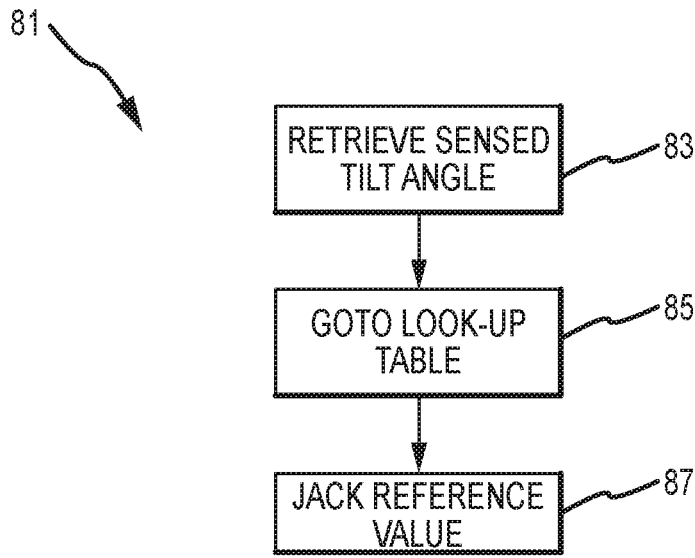 81
RETRIEVE SENSED
TILT ANGLE
83
GOTO LOOK-UP
TABLE
85
JACK REFERENCE
VALUE
87